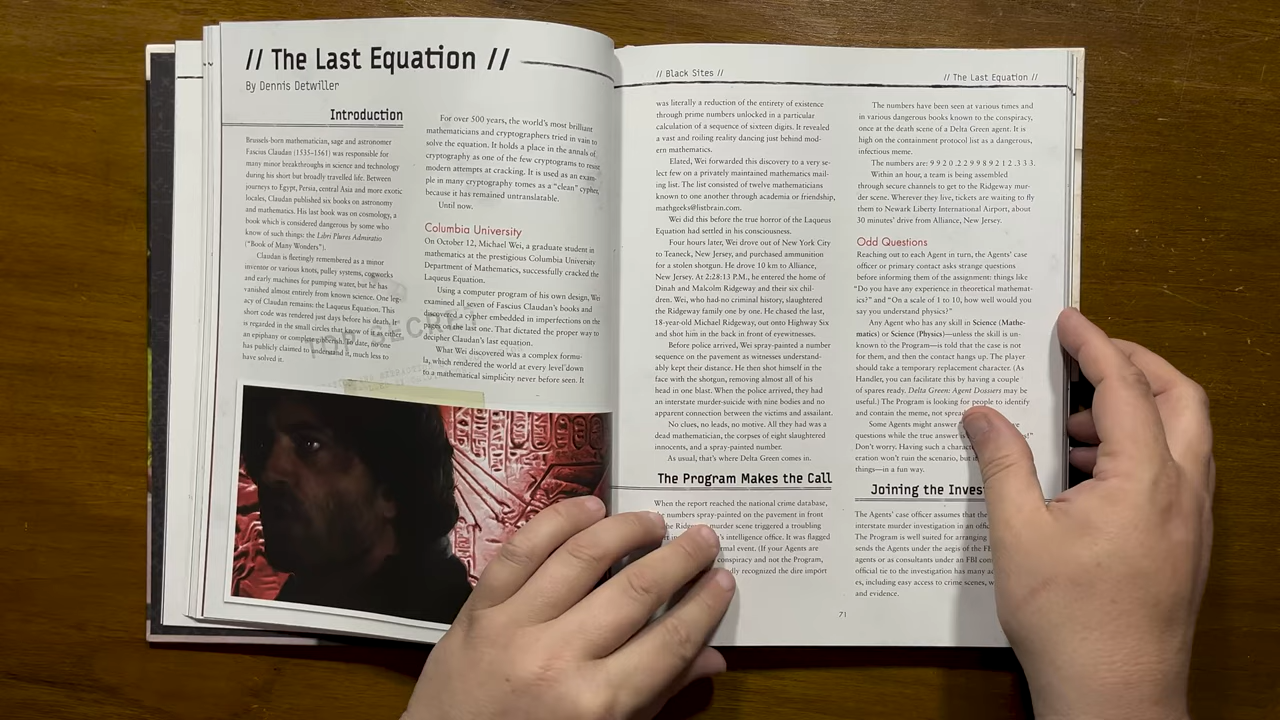 // The Last Equation //
By Dennis Detwiller
Introduction
Brussels-born mathematician, sage and astronomer
Fascius Claudan (1535–1561) was responsible for
many minor breakthroughs in science and technology
during his short but broadly travelled life. Between
journeys to Egypt, Persia, central Asia and more exotic
locales, Claudan published six books on astronomy
and mathematics. His last book was on cosmology, a
book which is considered dangerous by some who
know of such things: the Libri Plures Admiratio
("Book of Many Wonders").
Claudan is fleetingly remembered as a minor
inventor or various knots, pulley systems, cogworks
and early machines for pumping water, but he has
vanished almost entirely from known science. One leg-
acy of Claudan remains: the Laqueus Equation. This
short code was rendered just days before his death. It
is regarded in the small circles that know of it as either
an epiphany or complete gibberish. To date, no one
has publicly claimed to understand it, much less to
have solved it.
For over 500 years, the world's most brilliant
mathematicians and cryptographers tried in vain to
solve the equation. It holds a place in the annals of
cryptography as one of the few cryptograms to resist
modern attempts at cracking. It is used as an exam-
ple in many cryptography tomes as a "clean" cypher,
because it has remained untranslatable.
Until now.
Columbia University
On October 12, Michael Wei, a graduate student in
mathematics at the prestigious Columbia University
Department of Mathematics, successfully cracked the
Laqueus Equation.
Using a computer program of his own design, Wei
examined all seven of Fascius Claudan's books and
discovered a cypher embedded in imperfections on the
pages on the last one. That dictated the proper way to
decipher Claudan's last equation.
What Wei discovered was a complex formu-
la, which rendered the world at every level down
to a mathematical simplicity never before seen. It
TOP SECRET
// Black Sites //
// The Last Equation //
was literally a reduction of the entirety of existence
through prime numbers unlocked in a particular
calculation of a sequence of sixteen digits. It revealed
a vast and roiling reality dancing just behind mod-
ern mathematics.
Elated, Wei forwarded this discovery to a very se-
lect few on a privately maintained mathematics mail-
ing list. The list consisted of twelve mathematicians
known to one another through academia or friendship,
mathgeeks@listbrain.com.
Wei did this before the true horror of the Laqueus
Equation had settled in his consciousness.
Four hours later, Wei drove out of New York City
to Teaneck, New Jersey, and purchased ammunition
for a stolen shotgun. He drove 10 km to Alliance,
New Jersey. At 2:28:13 P.M., he entered the home of
Dinah and Malcolm Ridgeway and their six chil-
dren. Wei, who had no criminal history, slaughtered
the Ridgeway family one by one. He chased the last,
18-year-old Michael Ridgeway, out onto Highway Six
and shot him in the back in front of eyewitnesses.
Before police arrived, Wei spray-painted a number
sequence on the pavement as witnesses understand-
ably kept their distance. He then shot himself in the
face with the shotgun, removing almost all of his
head in one blast. When the police arrived, they had
an interstate murder-suicide with nine bodies and no
apparent connection between the victims and assailant.
No clues, no leads, no motive. All they had was a
dead mathematician, the corpses of eight slaughtered
innocents, and a spray-painted number.
As usual, that's where Delta Green comes in.
The Program Makes the Call
When the report reached the national crime database,
numbers spray-painted on the pavement in front
murder scene triggered a troubling
intelligence office. It was flagged
event. (If your Agents are
conspiracy and not the Program,
recognized the dire import
The numbers have been seen at various times and
in various dangerous books known to the conspiracy,
once at the death scene of a Delta Green agent. It is
high on the containment protocol list as a dangerous,
infectious meme.
The numbers are: 9 9 2 0 .2 2 9 9 8 9 2 1 2 .3 3 3.
Within an hour, a team is being assembled
through secure channels to get to the Ridgeway mur-
der scene. Wherever they live, tickets are waiting to fly
them to Newark Liberty International Airport, about
30 minutes' drive from Alliance, New Jersey.
Odd Questions
Reaching out to each Agent in turn, the Agents' case
officer or primary contact asks strange questions
before informing them of the assignment: things like
"Do you have any experience in theoretical mathemat-
ics?" and "On a scale of 1 to 10, how well would you
say you understand physics?"
Any Agent who has any skill in Science (Mathe-
matics) or Science (Physics)—unless the skill is un-
known to the Program—is told that the case is not
for them, and then the contact hangs up. The player
should take a temporary replacement character. (As
Handler, you can facilitate this by having a couple
of spares ready. Delta Green: Agent Dossiers may be
useful.) The Program is looking for people to identify
and contain the meme, not
Some Agents might answer
questions while the true answer is
Don't worry. Having such a
eration won't ruin the scenario, but
things—in a fun way.
Joining the
The Agents' case officer assumes that the
interstate murder investigation in an
The Program is well suited for arranging
sends the Agents under the aegis of the
agents or as consultants under an FBI
official tie to the investigation has many
es, including easy access to crime scenes,
and evidence.
71